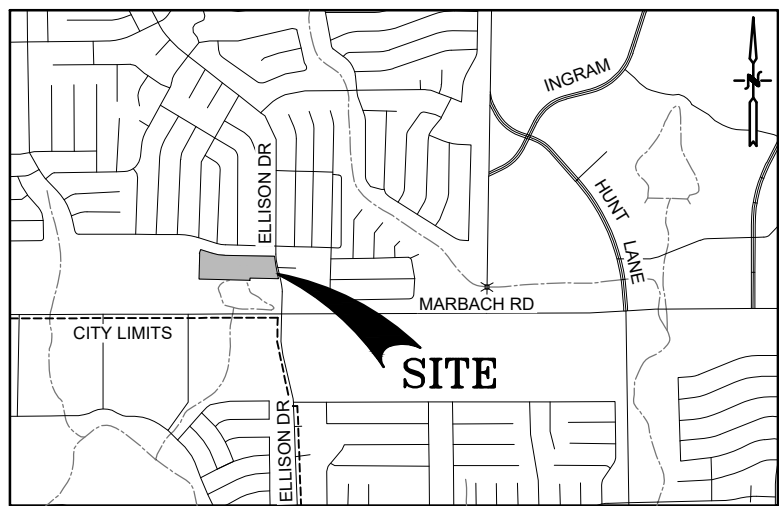 INGRAM
N
ELLISON DR
HUNT
LANE
MARBACH RD
CITY LIMITS
SITE
ELLISON DR